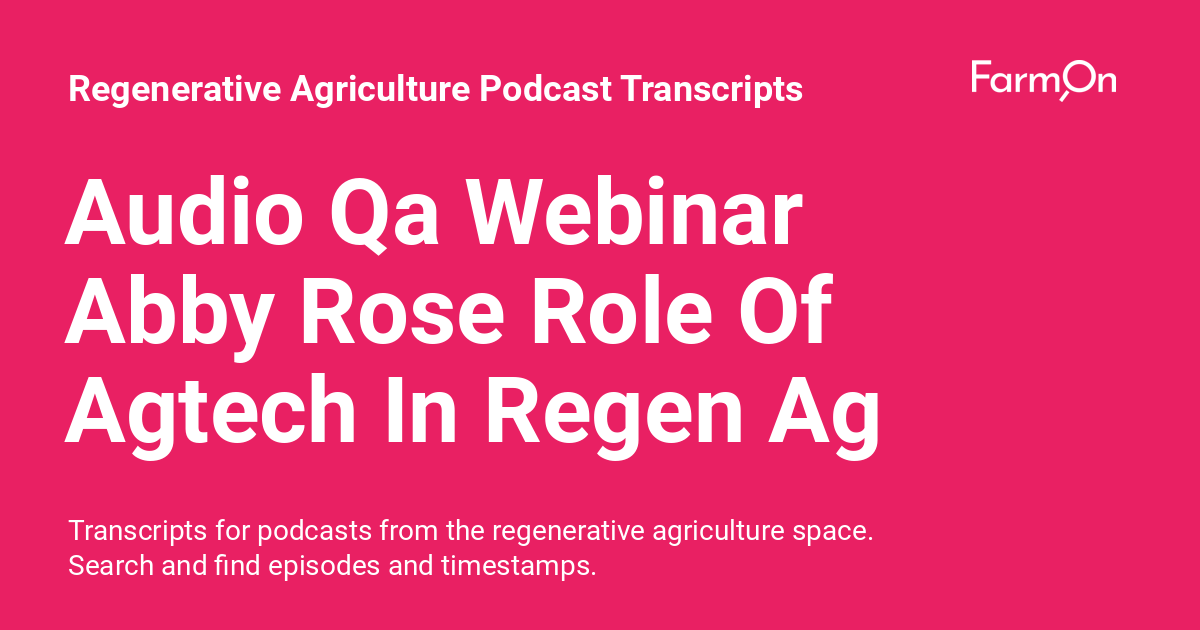 Regenerative Agriculture Podcast Transcripts
FarmOn
Audio Qa Webinar
Abby Rose Role Of
Agtech In Regen Ag
Transcripts for podcasts from the regenerative agriculture space.
Search and find episodes and timestamps.